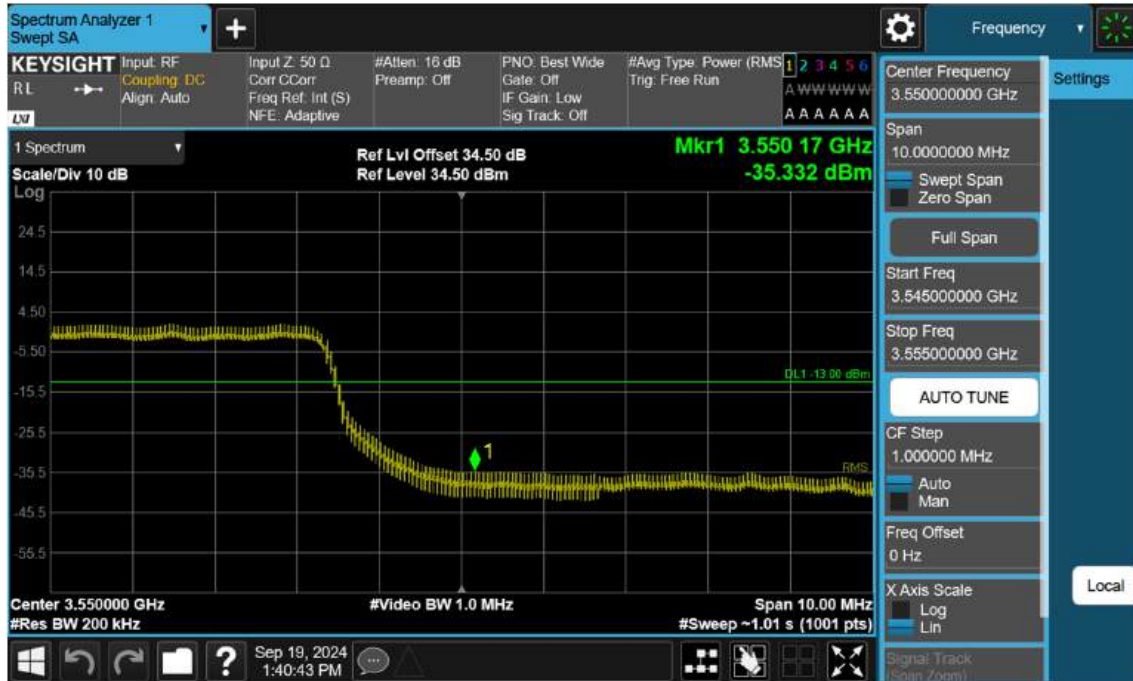 Spectrum Analyzer 1
Swept SA
Frequency
KEYSIGHT
RL
LXI
Input: RF
Coupling: DC
Align: Auto
Input Z: 50 Ω
Corr CCorr
Freq Ref: Int (S)
NFE: Adaptive
#Atten: 16 dB
Preamp: Off
PNO: Best Wide
Gate: Off
IF Gain: Low
Sig Track: Off
#Avg Type: Power (RMS
Trig: Free Run
1 2 3 4 5 6
A W W W W W
A A A A A A
1 Spectrum
Scale/Div 10 dB
Log
Ref Lvl Offset 34.50 dB
Ref Level 34.50 dBm
Mkr1 3.550 17 GHz
-35.332 dBm
24.5
14.5
4.50
-5.50
-15.5
-25.5
-35.5
-45.5
-55.5
DL1 -13.00 dBm
1
RMS
Center 3.550000 GHz
#Res BW 200 kHz
#Video BW 1.0 MHz
Span 10.00 MHz
#Sweep ~1.01 s (1001 pts)
Center Frequency
3.550000000 GHz
Settings
Span
10.0000000 MHz
Swept Span
Zero Span
Full Span
Start Freq
3.545000000 GHz
Stop Freq
3.555000000 GHz
AUTO TUNE
CF Step
1.000000 MHz
Auto
Man
Freq Offset
0 Hz
X Axis Scale
Log
Lin
Signal Track
(Span Zoom)
Local
?
Sep 19, 2024
1:40:43 PM